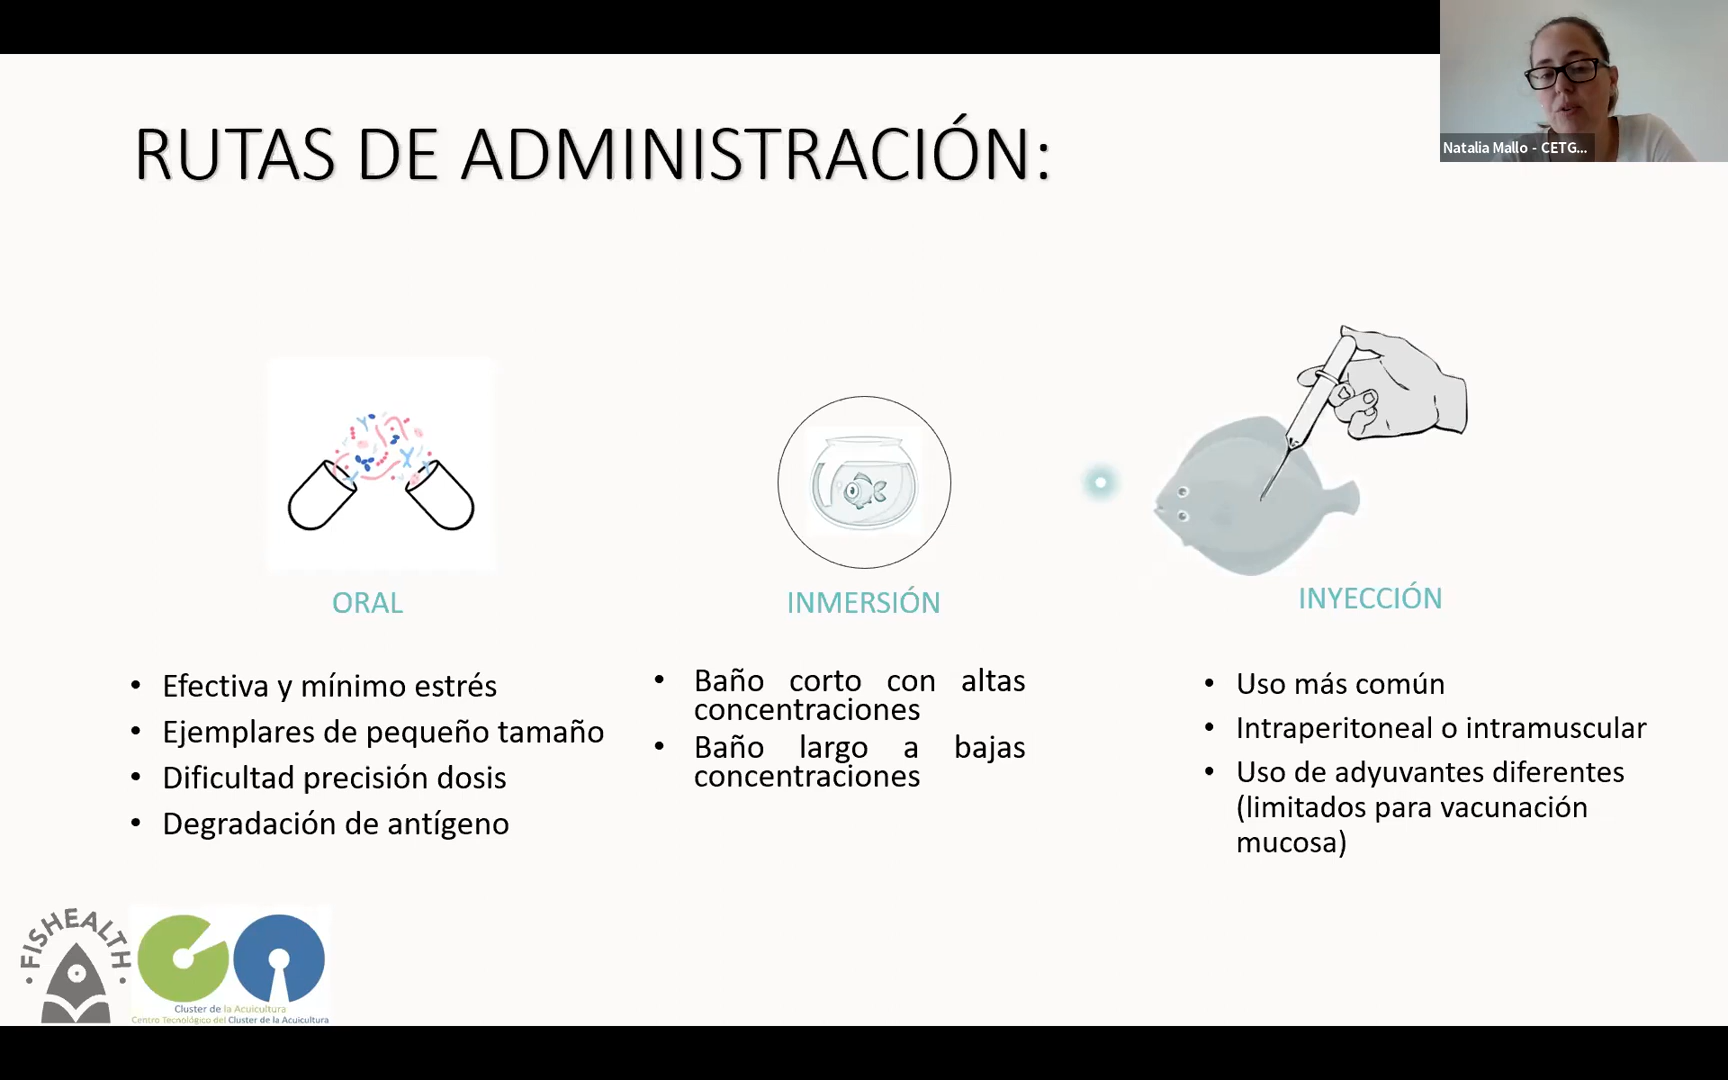 Natalia Mallo - CETG...
RUTAS DE ADMINISTRACIÓN:
ORAL
• Efectiva y mínimo estrés
• Ejemplares de pequeño tamaño
• Dificultad precisión dosis
• Degradación de antígeno
INMERSIÓN
• Baño corto con altas
concentraciones
• Baño largo a bajas
concentraciones
INYECCIÓN
• Uso más común
• Intraperitoneal o intramuscular
• Uso de adyuvantes diferentes
(limitados para vacunación
mucosa)
· FISHEALTH ·
Cluster de la Acuicultura
Centro Tecnológico del Cluster de la Acuicultura